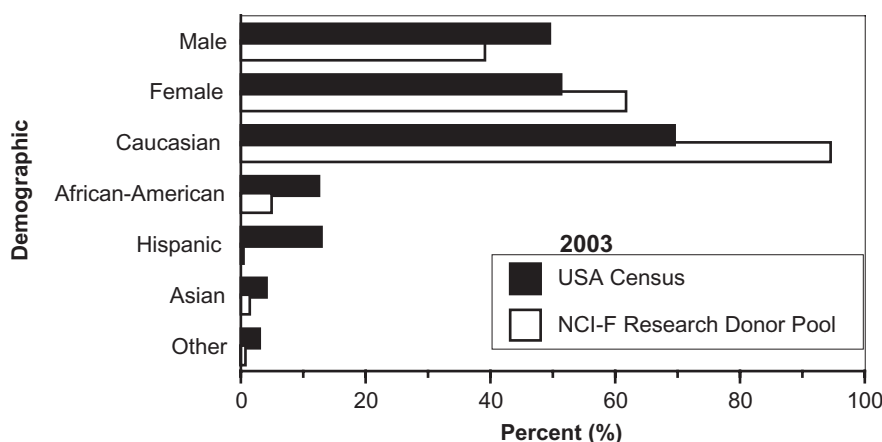 Demographic
Male
Female
Caucasian
African-American
Hispanic
Asian
Other
2003
USA Census
NCI-F Research Donor Pool
0 20 40 60 80 100
Percent (%)